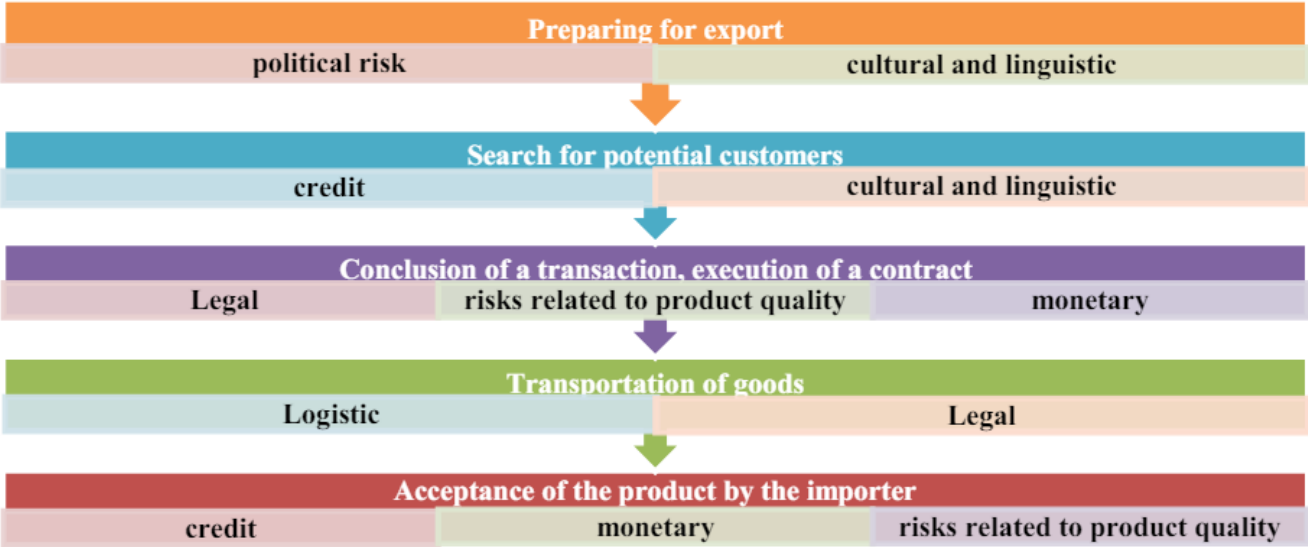 Preparing for export
political risk
cultural and linguistic
Search for potential customers
credit
cultural and linguistic
Conclusion of a transaction, execution of a contract
Legal
risks related to product quality
monetary
Transportation of goods
Logistic
Legal
Acceptance of the product by the importer
credit
monetary
risks related to product quality